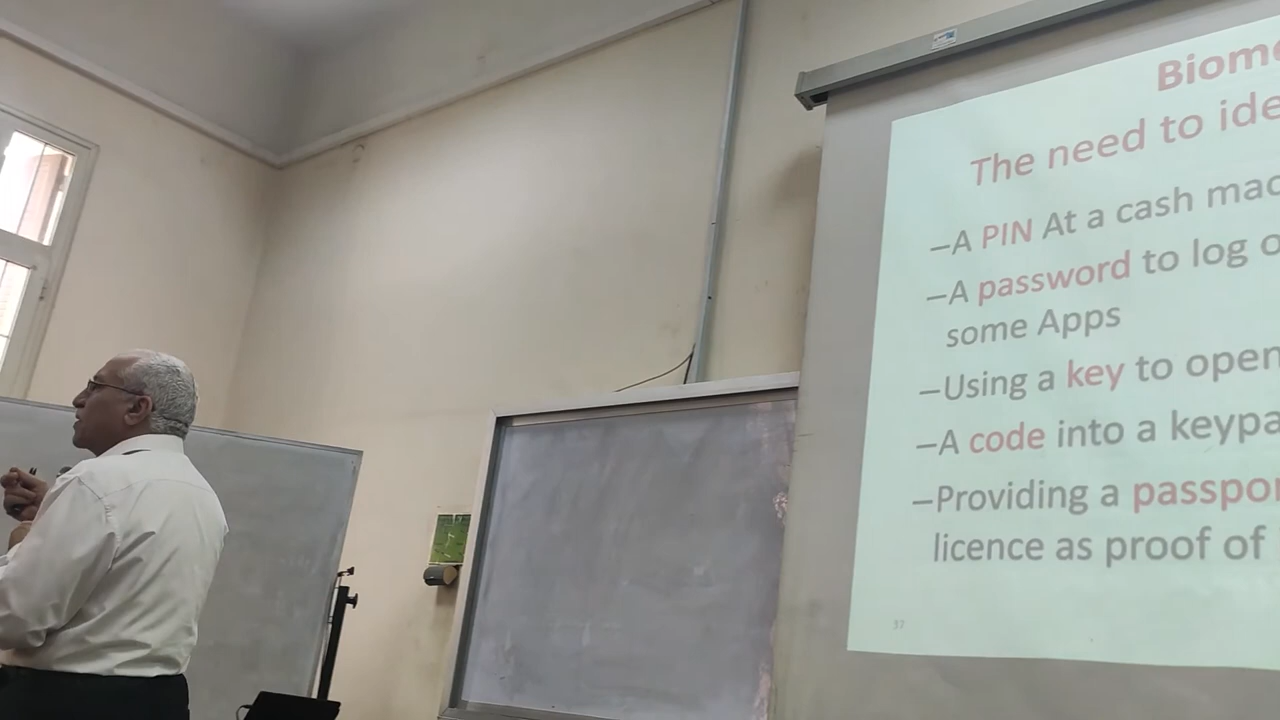 Biome
The need to ide
–A PIN At a cash mac
–A password to log o
some Apps
–Using a key to open
–A code into a keypa
–Providing a passpor
licence as proof of
37